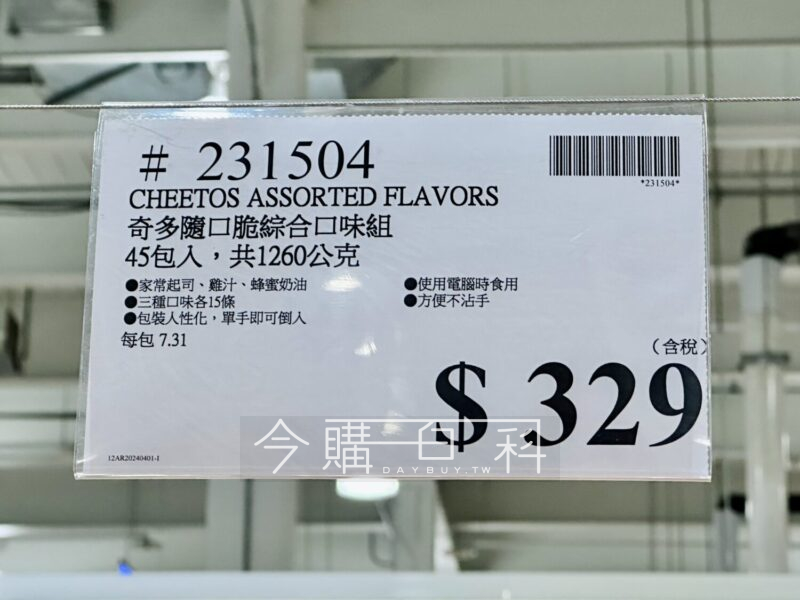 # 231504
*231504*
CHEETOS ASSORTED FLAVORS
奇多隨口脆綜合口味組
45包入，共1260公克
●家常起司、雞汁、蜂蜜奶油
●三種口味各15條
●包裝人性化，單手即可倒入
●使用電腦時食用
●方便不沾手
每包 7.31
（含稅）
$ 329
12AR20240401-1
今購百科
DAYBUY.TW